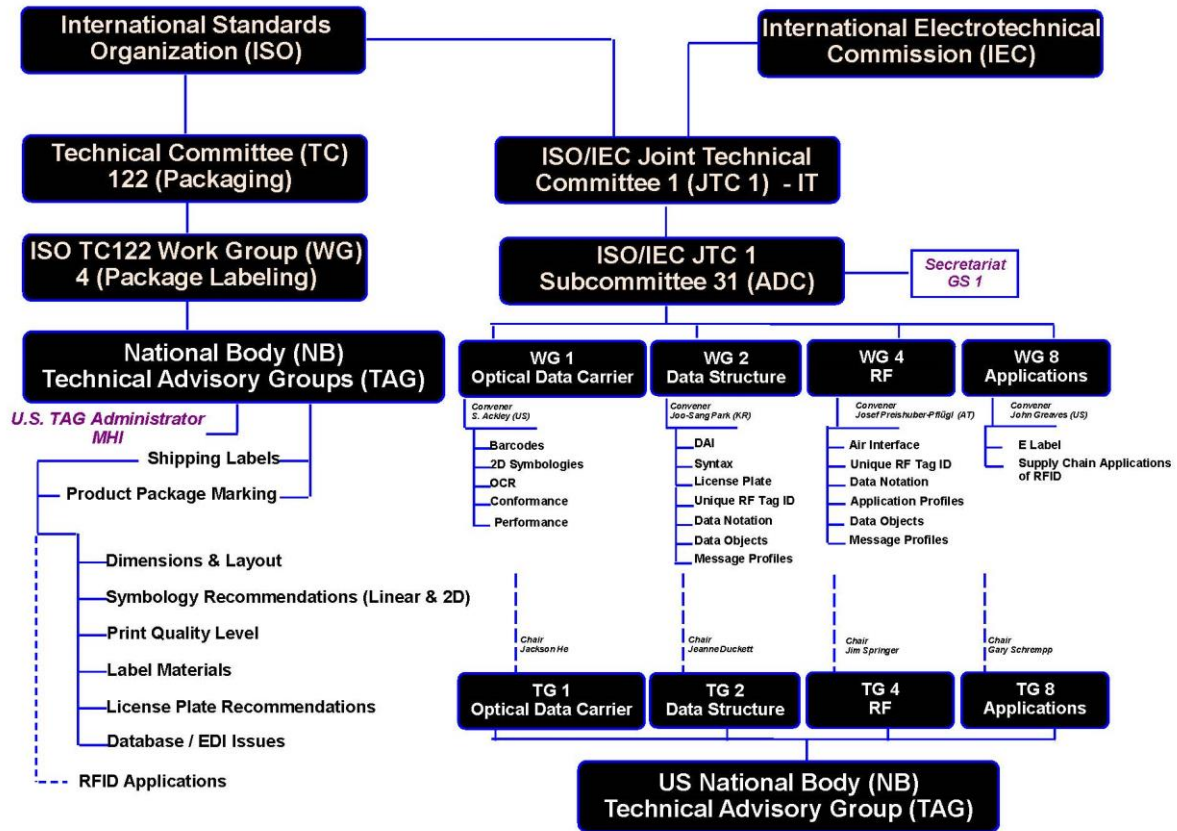 International Standards
Organization (ISO)
International Electrotechnical
Commission (IEC)
Technical Committee (TC)
122 (Packaging)
ISO/IEC Joint Technical
Committee 1 (JTC 1) - IT
ISO TC122 Work Group (WG)
4 (Package Labeling)
ISO/IEC JTC 1
Subcommittee 31 (ADC)
Secretariat
GS 1
National Body (NB)
Technical Advisory Groups (TAG)
U.S. TAG Administrator
MHI
Shipping Labels
Product Package Marking
Dimensions & Layout
Symbology Recommendations (Linear & 2D)
Print Quality Level
Label Materials
License Plate Recommendations
Database / EDI Issues
RFID Applications
WG 1
Optical Data Carrier
Convener
S. Ackley (US)
Barcodes
2D Symbologies
OCR
Conformance
Performance
WG 2
Data Structure
Convener
Joo-Sang Park (KR)
DAI
Syntax
License Plate
Unique RF Tag ID
Data Notation
Data Objects
Message Profiles
WG 4
RF
Convener
Josef Preishuber-Pflügl (AT)
Air Interface
Unique RF Tag ID
Data Notation
Application Profiles
Data Objects
Message Profiles
WG 8
Applications
Convener
John Greaves (US)
E Label
Supply Chain Applications
of RFID
Chair
Jackson He
TG 1
Optical Data Carrier
Chair
Jeanne Duckett
TG 2
Data Structure
Chair
Jim Springer
TG 4
RF
Chair
Gary Schrempp
TG 8
Applications
US National Body (NB)
Technical Advisory Group (TAG)